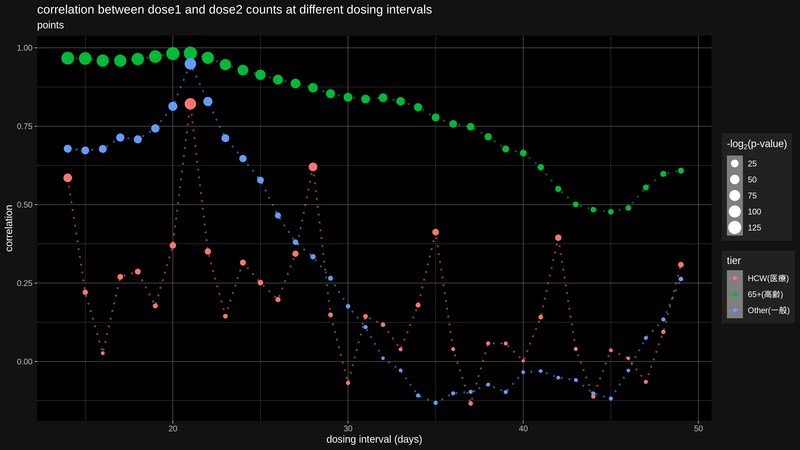 correlation between dose1 and dose2 counts at different dosing intervals
points
1.00
0.75
0.50
0.25
0.00
correlation
20
30
40
50
dosing interval (days)
-log₂(p-value)
25
50
75
100
125
tier
HCW(医療)
65+(高齢)
Other(一般)